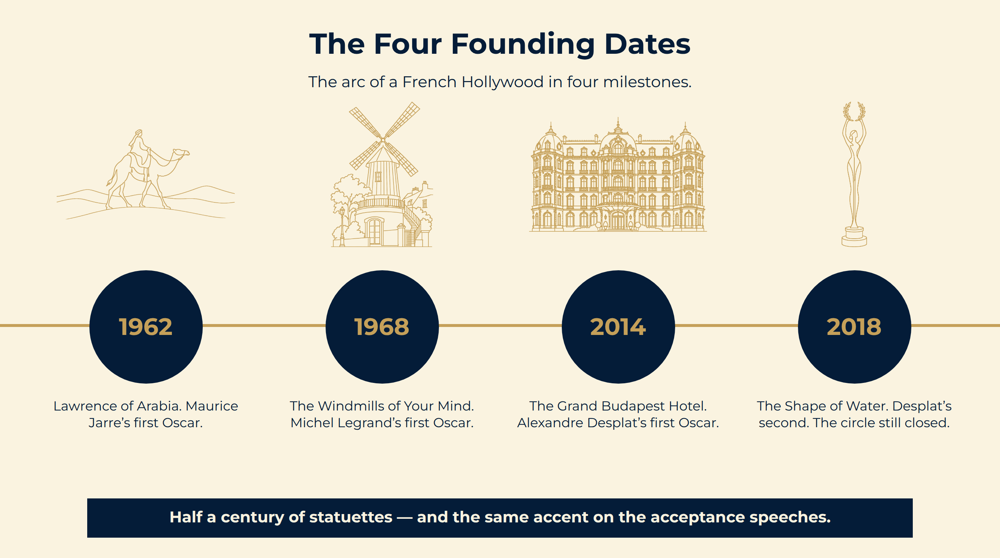 The Four Founding Dates
The arc of a French Hollywood in four milestones.
1962
1968
2014
2018
Lawrence of Arabia. Maurice
Jarre’s first Oscar.
The Windmills of Your Mind.
Michel Legrand’s first Oscar.
The Grand Budapest Hotel.
Alexandre Desplat’s first Oscar.
The Shape of Water. Desplat’s
second. The circle still closed.
Half a century of statuettes — and the same accent on the acceptance speeches.